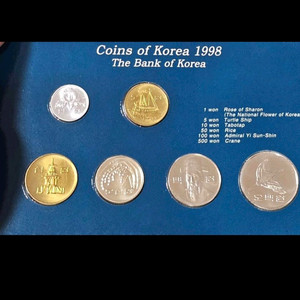 Coins of Korea 1998
The Bank of Korea
1 won Rose of Sharon
(The National Flower of Korea
5 won Turtle Ship
10 won Tabotap
50 won Rice
100 won Admiral Yi Sun-Shin
500 won Crane